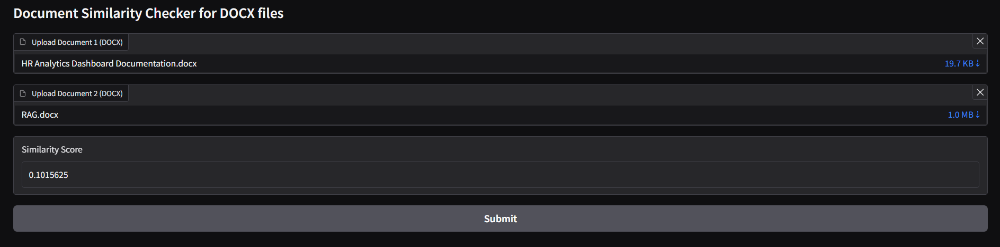 Document Similarity Checker for DOCX files
Upload Document 1 (DOCX)
HR Analytics Dashboard Documentation.docx 19.7 KB ⇣
Upload Document 2 (DOCX)
RAG.docx 1.0 MB ⇣
Similarity Score
0.1015625
Submit